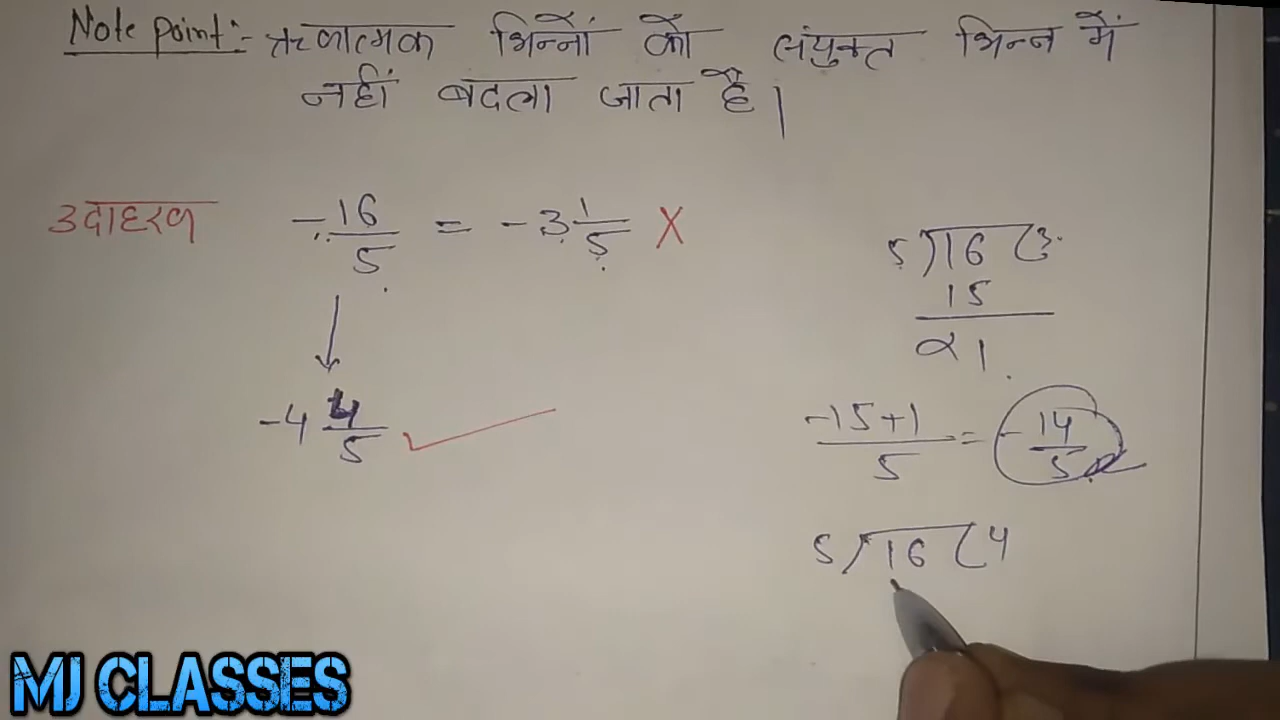 Note point:- ऋणात्मक भिन्नों को संयुक्त भिन्न में
नहीं बदला जाता है।
उदाहरण -16/5 = -3 1/5 X
-4 4/5 ✓
5)16(3
15
×1
-15+1/5 = -14/5
5)16(4
MJ CLASSES